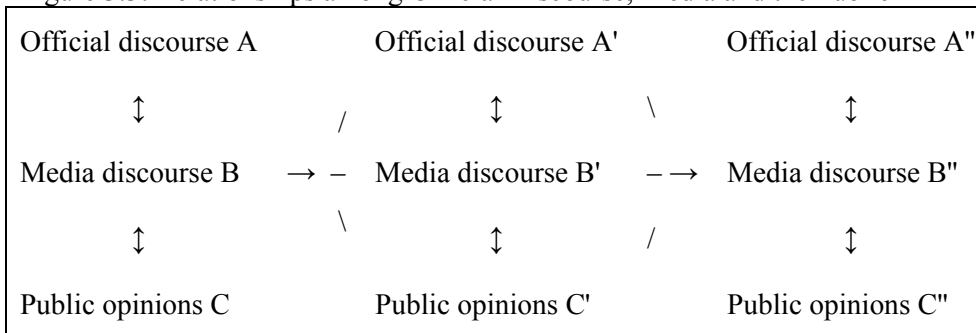 Official discourse A Official discourse A' Official discourse A"
↕ / ↕ \ ↕
Media discourse B → – Media discourse B' – → Media discourse B"
↕ \ ↕ / ↕
Public opinions C Public opinions C' Public opinions C"